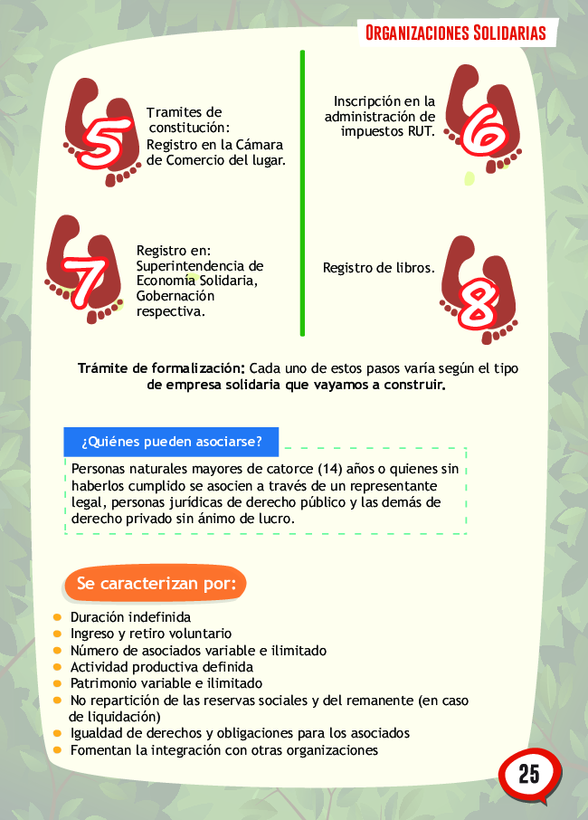 ORGANIZACIONES SOLIDARIAS
5
Tramites de
constitución:
Registro en la Cámara
de Comercio del lugar.
Inscripción en la
administración de
impuestos RUT.
6
7
Registro en:
Superintendencia de
Economía Solidaria,
Gobernación
respectiva.
Registro de libros.
8
Trámite de formalización: Cada uno de estos pasos varía según el tipo
de empresa solidaria que vayamos a construir.
¿Quiénes pueden asociarse?
Personas naturales mayores de catorce (14) años o quienes sin
haberlos cumplido se asocien a través de un representante
legal, personas jurídicas de derecho público y las demás de
derecho privado sin ánimo de lucro.
Se caracterizan por:
Duración indefinida
Ingreso y retiro voluntario
Número de asociados variable e ilimitado
Actividad productiva definida
Patrimonio variable e ilimitado
No repartición de las reservas sociales y del remanente (en caso
de liquidación)
Igualdad de derechos y obligaciones para los asociados
Fomentan la integración con otras organizaciones
25